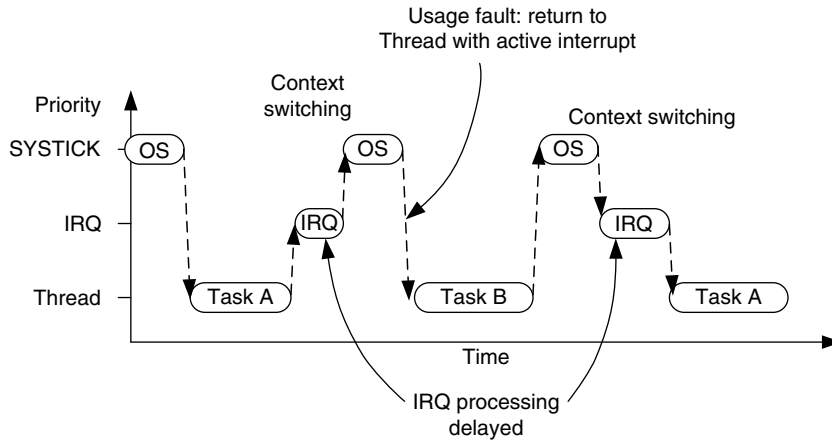 Usage fault: return to
Thread with active interrupt
Context
switching
Priority
Context switching
SYSTICK
OS
OS
OS
IRQ
IRQ
IRQ
Thread
Task A
Task B
Task A
Time
IRQ processing
delayed